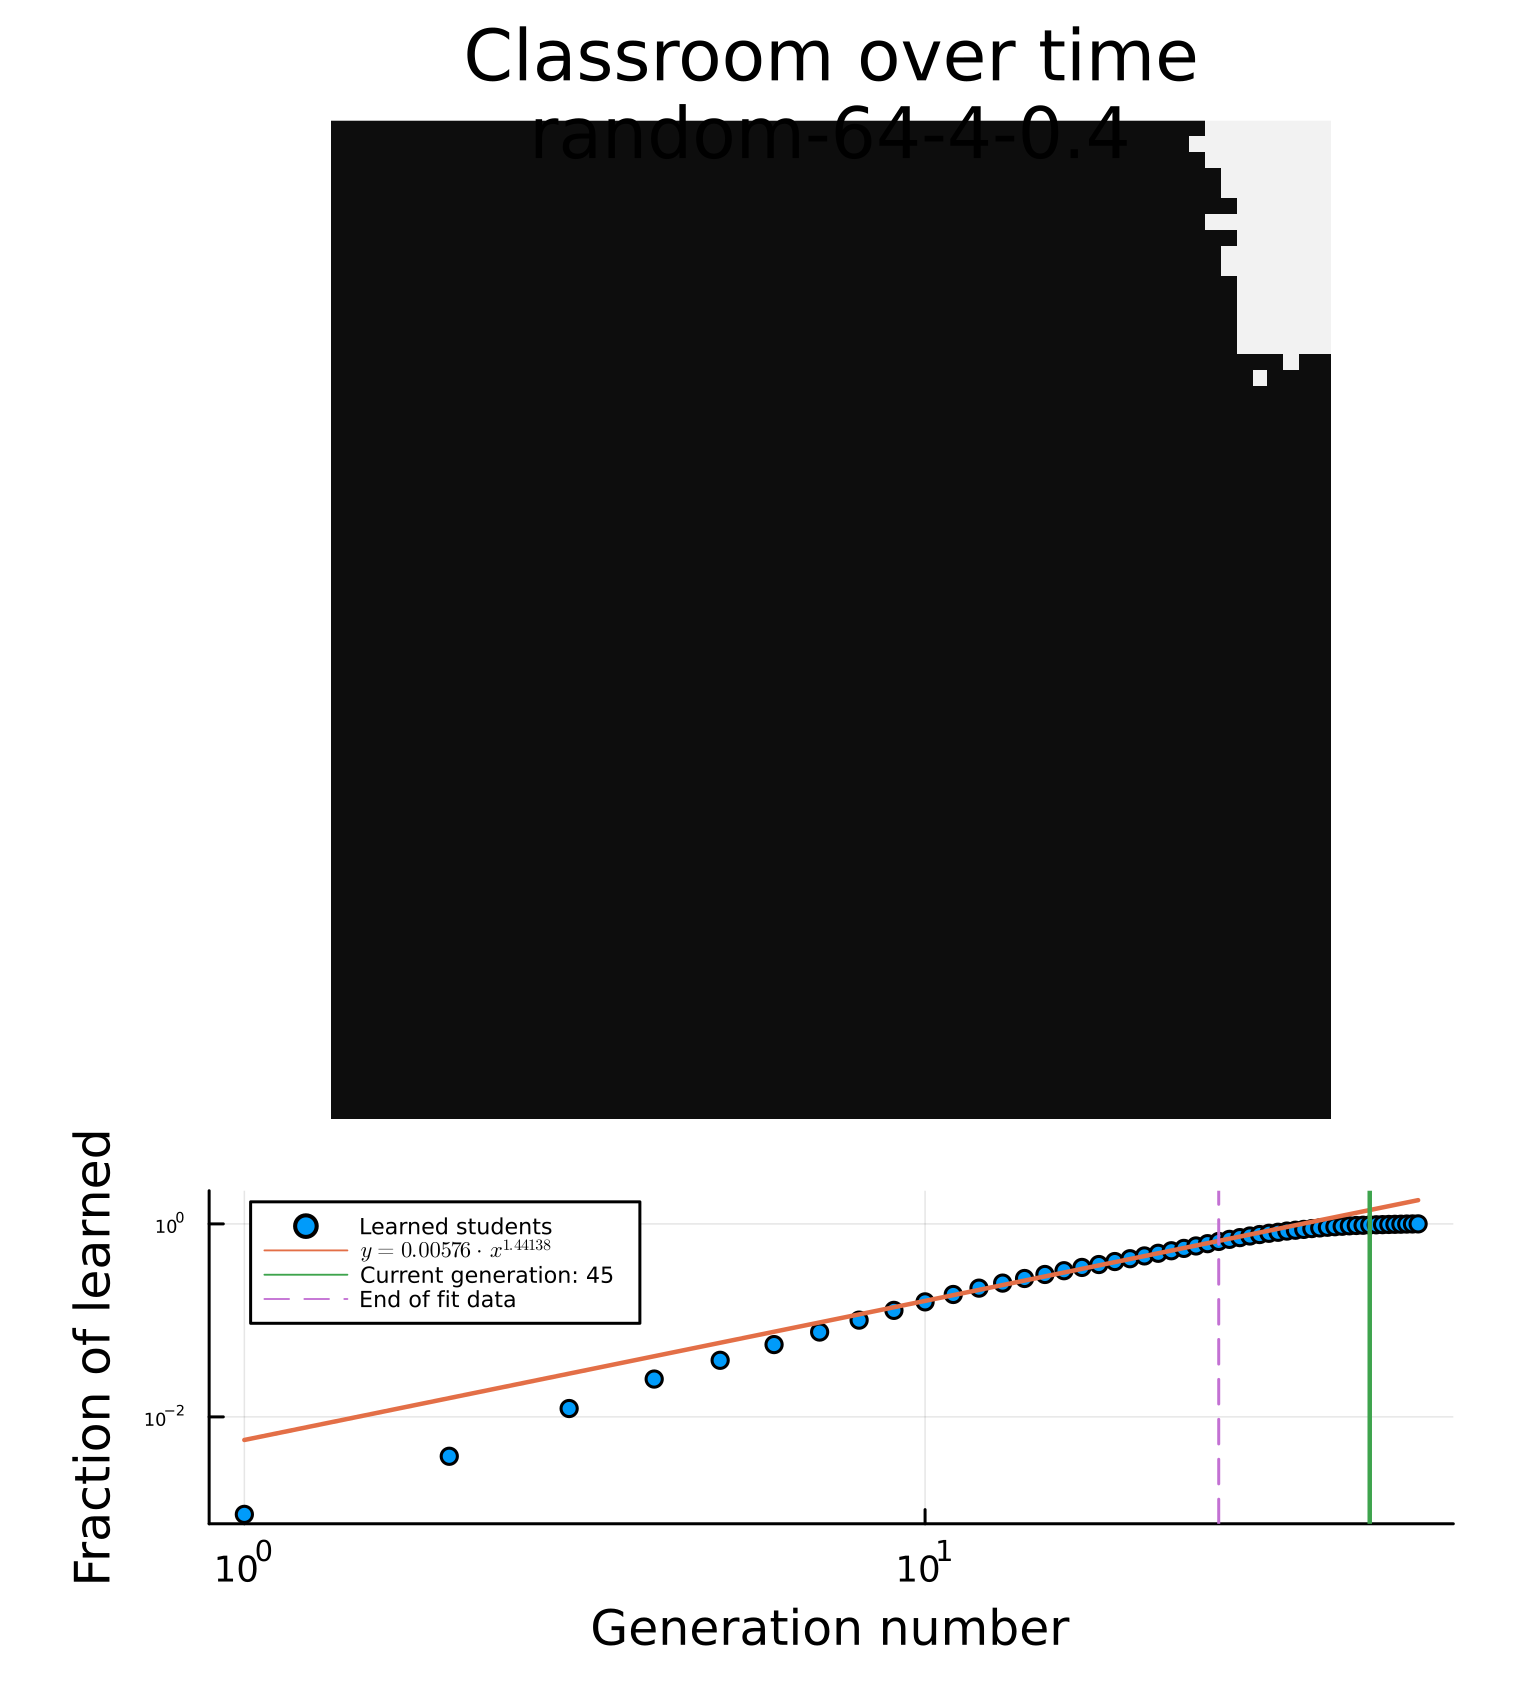 Classroom over time
random-64-4-0.4
Fraction of learned
10⁰
10⁻²
Learned students
y = 0.00576 · x^1.44138
Current generation: 45
End of fit data
10⁰
10¹
Generation number